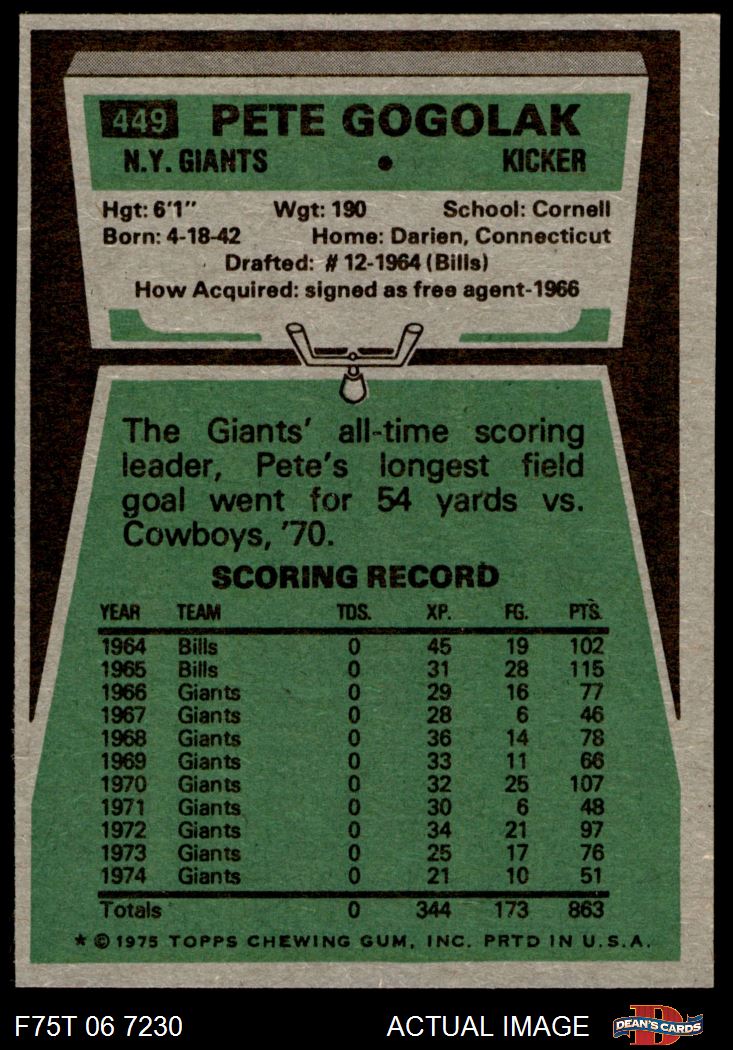 449 PETE GOGOLAK
N.Y. GIANTS • KICKER
Hgt: 6'1" Wgt: 190 School: Cornell
Born: 4-18-42 Home: Darien, Connecticut
Drafted: # 12-1964 (Bills)
How Acquired: signed as free agent-1966
The Giants' all-time scoring
leader, Pete's longest field
goal went for 54 yards vs.
Cowboys, '70.
SCORING RECORD
YEAR TEAM TDS. XP. FG. PTS.
1964 Bills 0 45 19 102
1965 Bills 0 31 28 115
1966 Giants 0 29 16 77
1967 Giants 0 28 6 46
1968 Giants 0 36 14 78
1969 Giants 0 33 11 66
1970 Giants 0 32 25 107
1971 Giants 0 30 6 48
1972 Giants 0 34 21 97
1973 Giants 0 25 17 76
1974 Giants 0 21 10 51
Totals 0 344 173 863
* © 1975 TOPPS CHEWING GUM, INC. PRTD IN U.S.A.
F75T 06 7230 ACTUAL IMAGE D DEAN'S CARDS